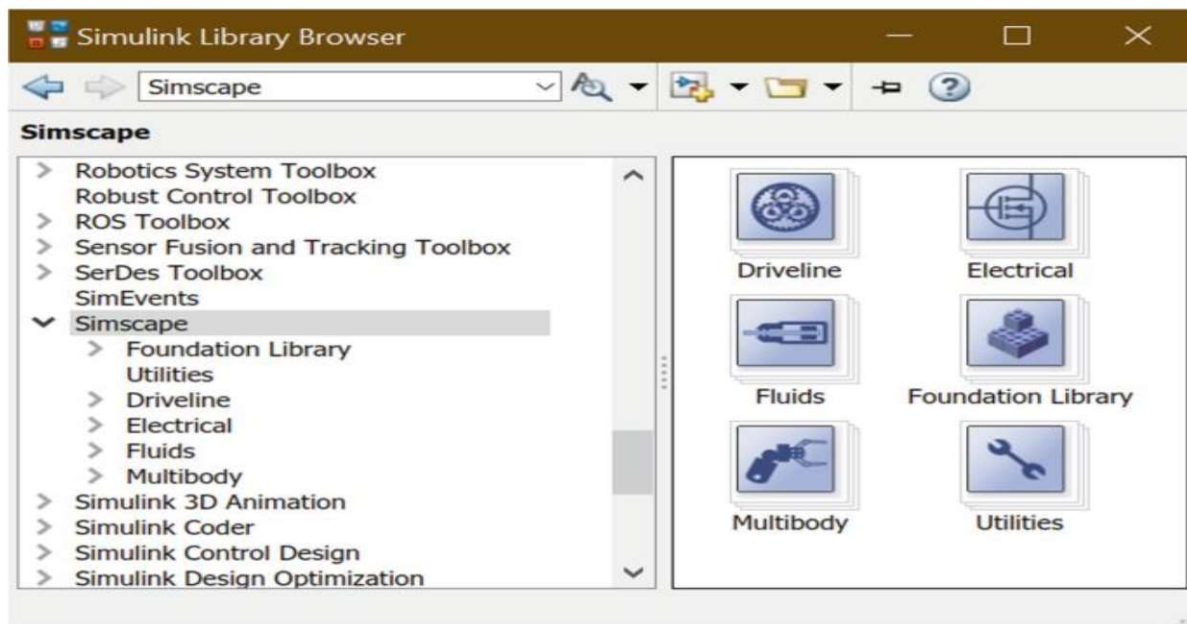 Simulink Library Browser
Simscape
Simscape
Robotics System Toolbox
Robust Control Toolbox
ROS Toolbox
Sensor Fusion and Tracking Toolbox
SerDes Toolbox
SimEvents
Simscape
Foundation Library
Utilities
Driveline
Electrical
Fluids
Multibody
Simulink 3D Animation
Simulink Coder
Simulink Control Design
Simulink Design Optimization
Driveline
Electrical
Fluids
Foundation Library
Multibody
Utilities